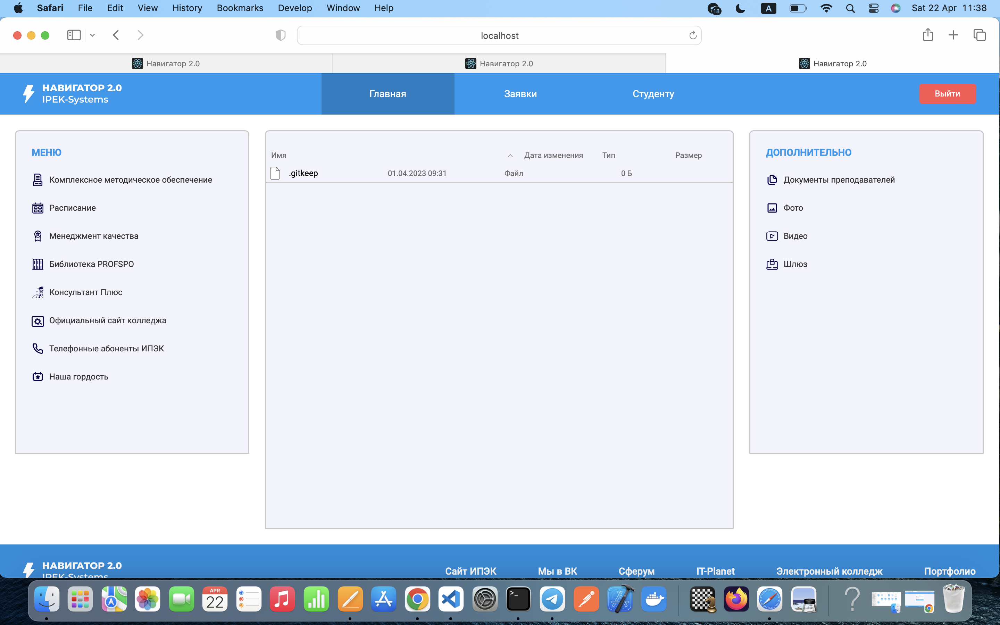 Safari File Edit View History Bookmarks Develop Window Help 18 A Sat 22 Apr 11:38
localhost
Навигатор 2.0 Навигатор 2.0 Навигатор 2.0
НАВИГАТОР 2.0
IPEK-Systems
Главная Заявки Студенту Выйти
МЕНЮ
Комплексное методическое обеспечение
Расписание
Менеджмент качества
Библиотека PROFSPO
Консультант Плюс
Официальный сайт колледжа
Телефонные абоненты ИПЭК
Наша гордость
Имя Дата изменения Тип Размер
.gitkeep 01.04.2023 09:31 Файл 0 Б
ДОПОЛНИТЕЛЬНО
Документы преподавателей
Фото
Видео
Шлюз
НАВИГАТОР 2.0
IPEK-Systems
Сайт ИПЭК Мы в ВК Сферум IT-Planet Электронный колледж Портфолио
APR
22